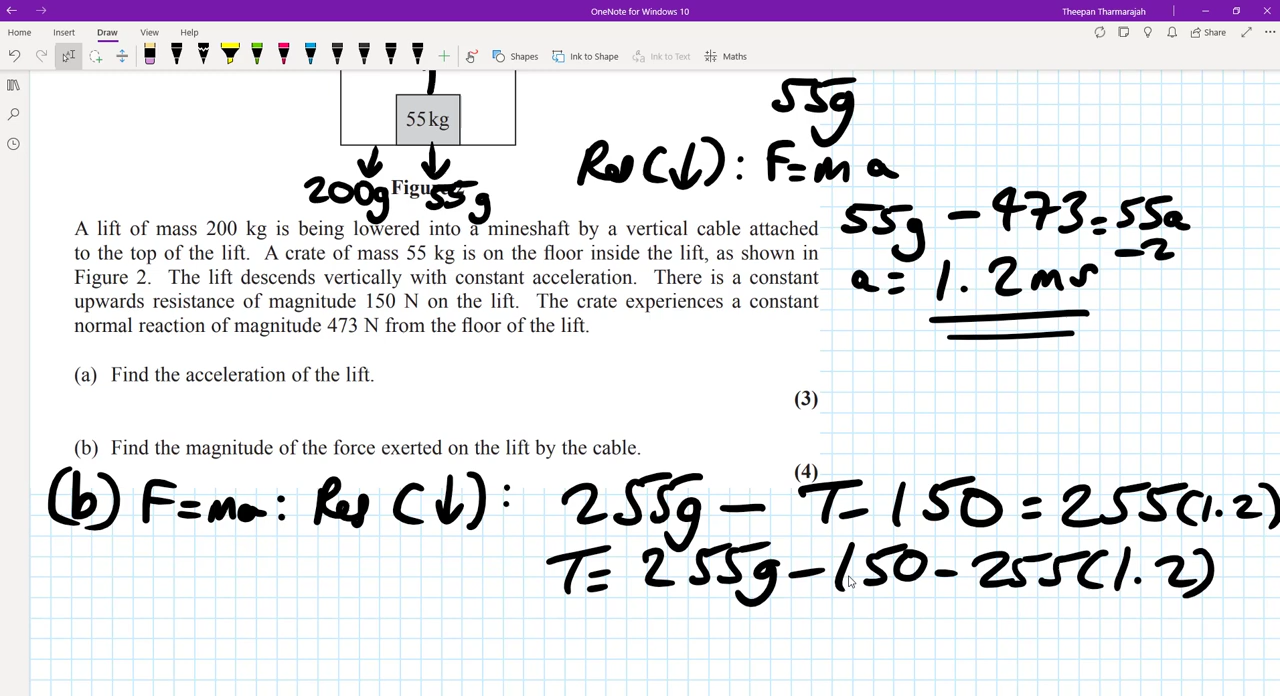 OneNote for Windows 10
Theepan Tharmarajah
Home Insert Draw View Help
Share
Shapes Ink to Shape Ink to Text Maths
55kg
200g 55g
55g
Res(↓): F=ma
55g - 473 = 55a
a = 1.2ms⁻²
A lift of mass 200 kg is being lowered into a mineshaft by a vertical cable attached
to the top of the lift. A crate of mass 55 kg is on the floor inside the lift, as shown in
Figure 2. The lift descends vertically with constant acceleration. There is a constant
upwards resistance of magnitude 150 N on the lift. The crate experiences a constant
normal reaction of magnitude 473 N from the floor of the lift.
(a) Find the acceleration of the lift.
(3)
(b) Find the magnitude of the force exerted on the lift by the cable.
(4)
(b) F=ma: Res(↓): 255g - T - 150 = 255(1.2)
T = 255g - 150 - 255(1.2)